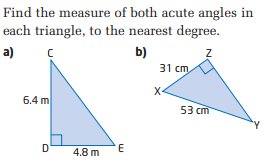 Find the measure of both acute angles in
each triangle, to the nearest degree.
a) C
6.4 m
D 4.8 m E
b) Z
31 cm
X
53 cm
Y